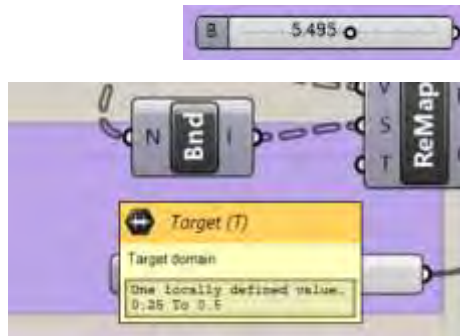 B 5.495
V
N Bnd I S ReMap
T
Target (T)
Target domain
One locally defined value.
0.25 To 0.5